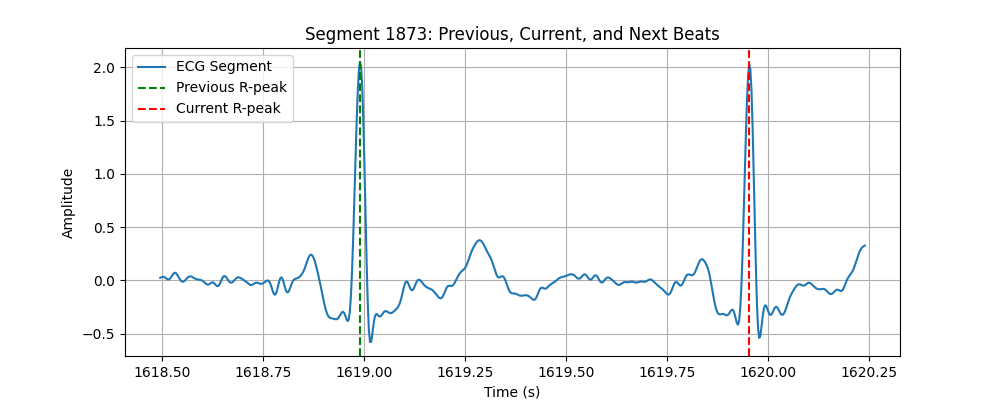 Segment 1873: Previous, Current, and Next Beats
ECG Segment
Previous R-peak
Current R-peak
2.0
1.5
1.0
0.5
0.0
−0.5
Amplitude
1618.50 1618.75 1619.00 1619.25 1619.50 1619.75 1620.00 1620.25
Time (s)